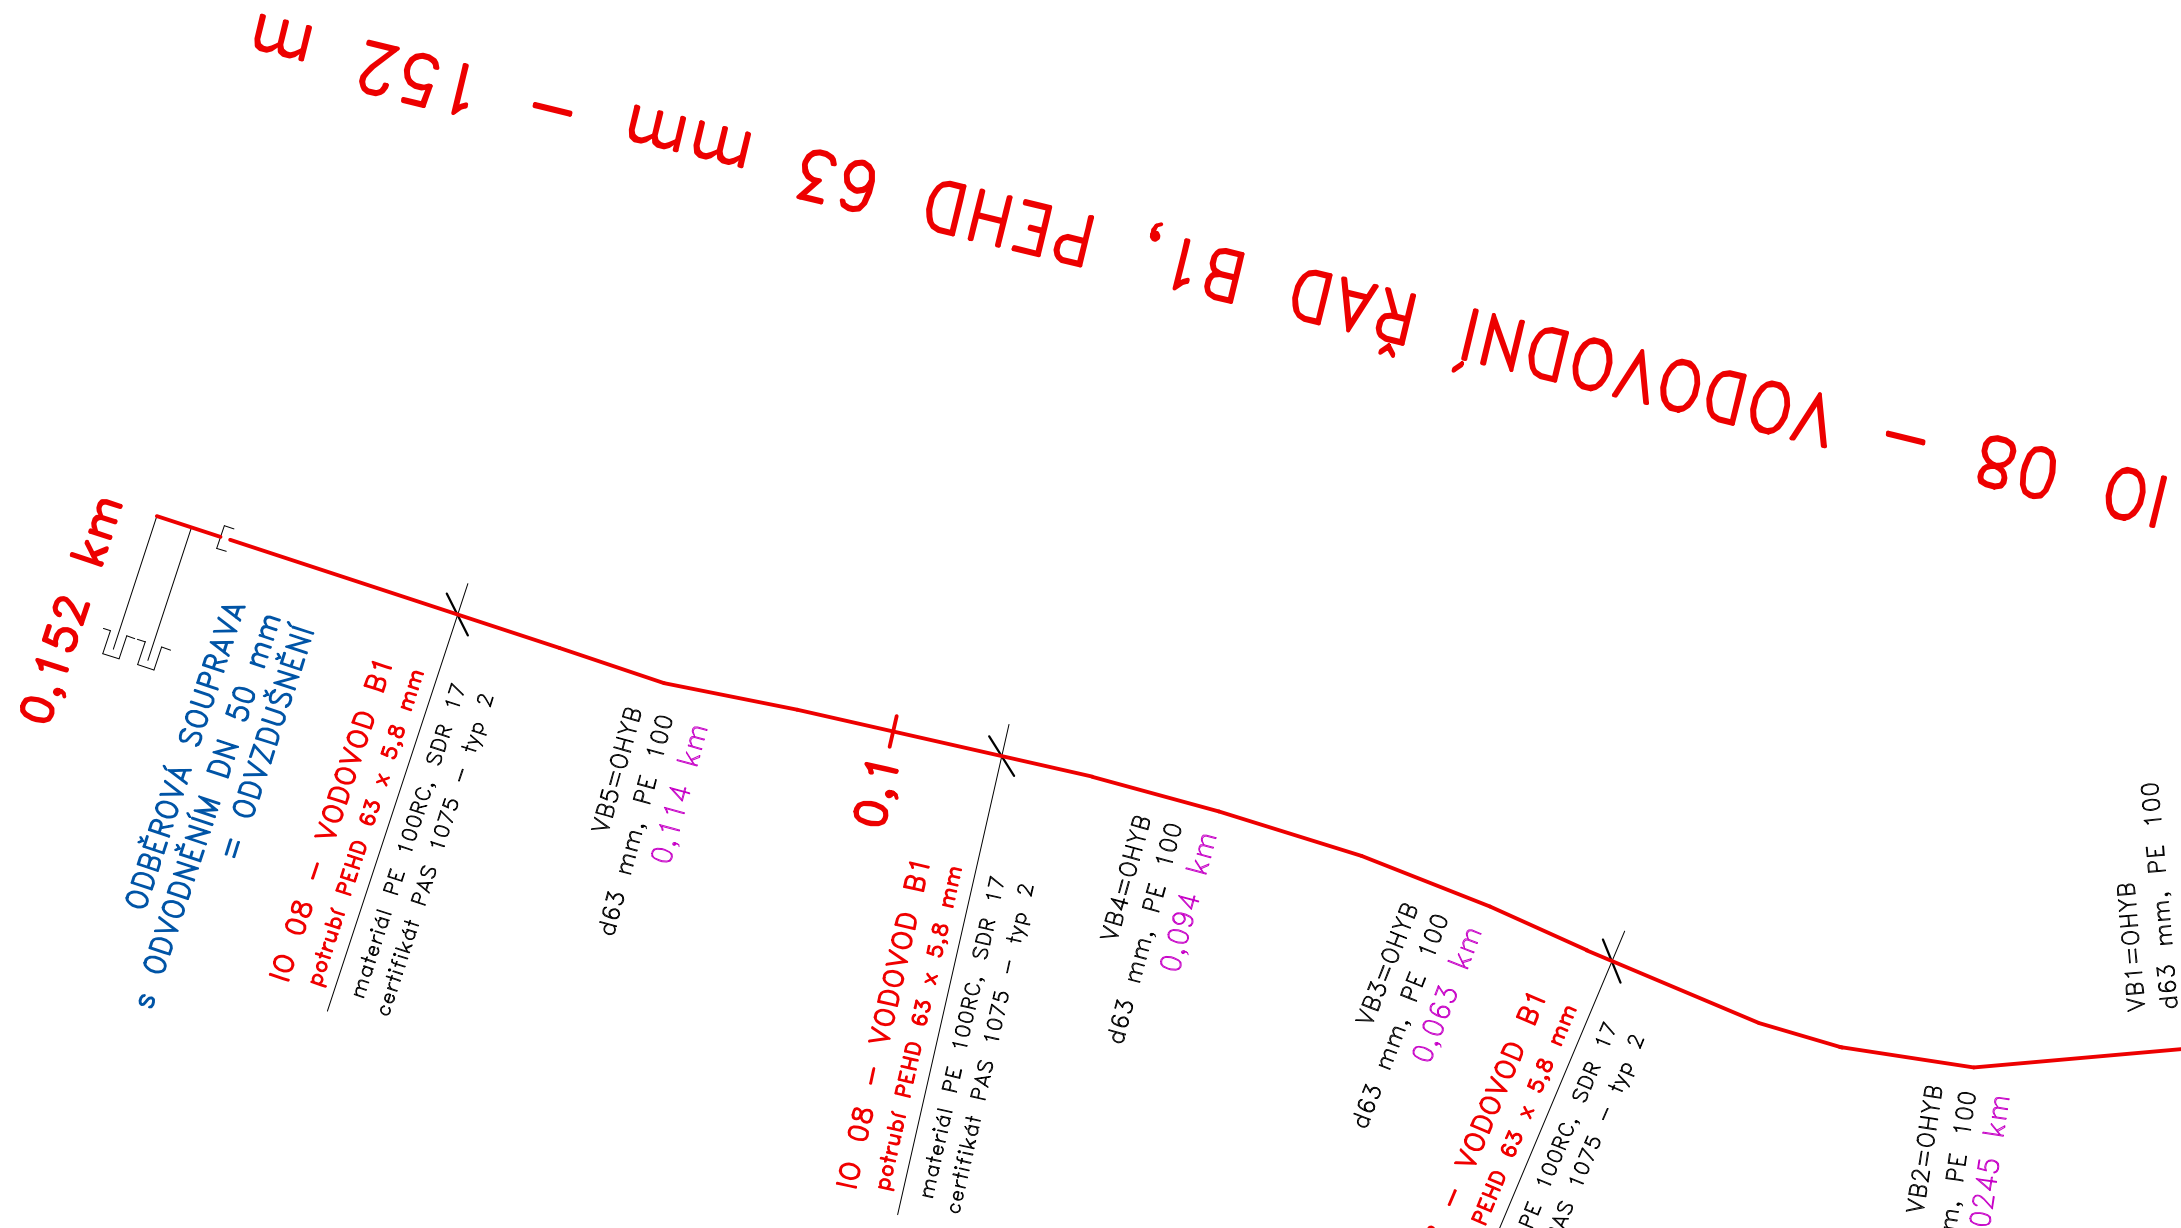 IO 08 – VODOVODNÍ ŘAD B1, PEHD 63 mm – 152 m
0,152 km
ODBĚROVÁ SOUPRAVA
s ODVODNĚNÍM DN 50 mm
= ODVZDUŠNĚNÍ
IO 08 – VODOVOD B1
potrubí PEHD 63 x 5,8 mm
materiál PE 100RC, SDR 17
certifikát PAS 1075 – typ 2
VB5=OHYB
d63 mm, PE 100
0,114 km
0,1
IO 08 – VODOVOD B1
potrubí PEHD 63 x 5,8 mm
materiál PE 100RC, SDR 17
certifikát PAS 1075 – typ 2
VB4=OHYB
d63 mm, PE 100
0,094 km
VB3=OHYB
d63 mm, PE 100
0,063 km
– VODOVOD B1
PEHD 63 x 5,8 mm
PE 100RC, SDR 17
1075 – typ 2
VB2=OHYB
PE 100
0245 km
VB1=OHYB
d63 mm, PE 100